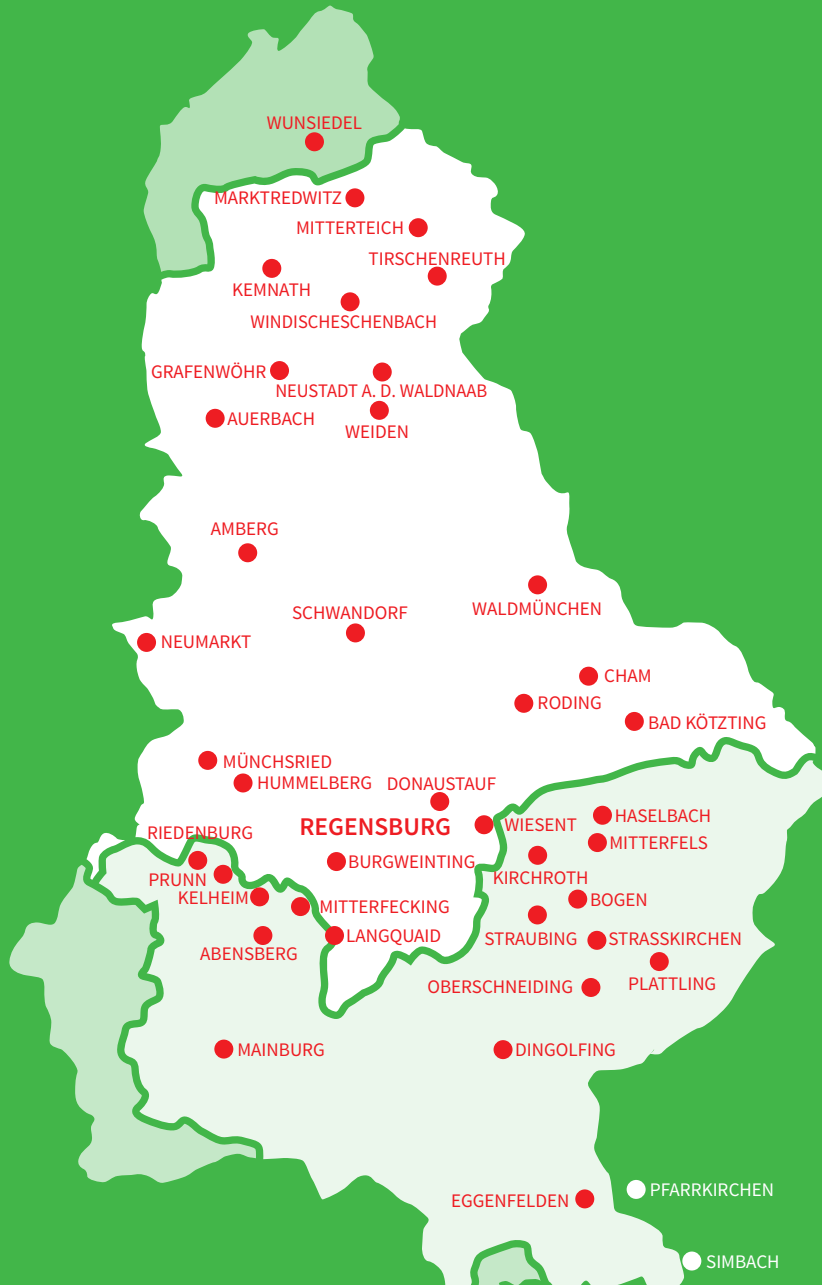 WUNSIEDEL
MARKTREDWITZ
MITTERTEICH
TIRSCHENREUTH
KEMNATH
WINDISCHESCHENBACH
GRAFENWÖHR
NEUSTADT A. D. WALDNAAB
AUERBACH
WEIDEN
AMBERG
WALDMÜNCHEN
SCHWANDORF
NEUMARKT
CHAM
RODING
BAD KÖTZTING
MÜNCHSRIED
HUMMELBERG
DONAUSTAUF
HASELBACH
REGENSBURG
WIESENT
RIEDENBURG
MITTERFELS
BURGWEINTING
PRUNN
KIRCHROTH
KELHEIM
BOGEN
MITTERFECKING
LANGQUAID
STRAUBING
STRASSKIRCHEN
ABENSBERG
PLATTLING
OBERSCHNEIDING
MAINBURG
DINGOLFING
PFARRKIRCHEN
EGGENFELDEN
SIMBACH